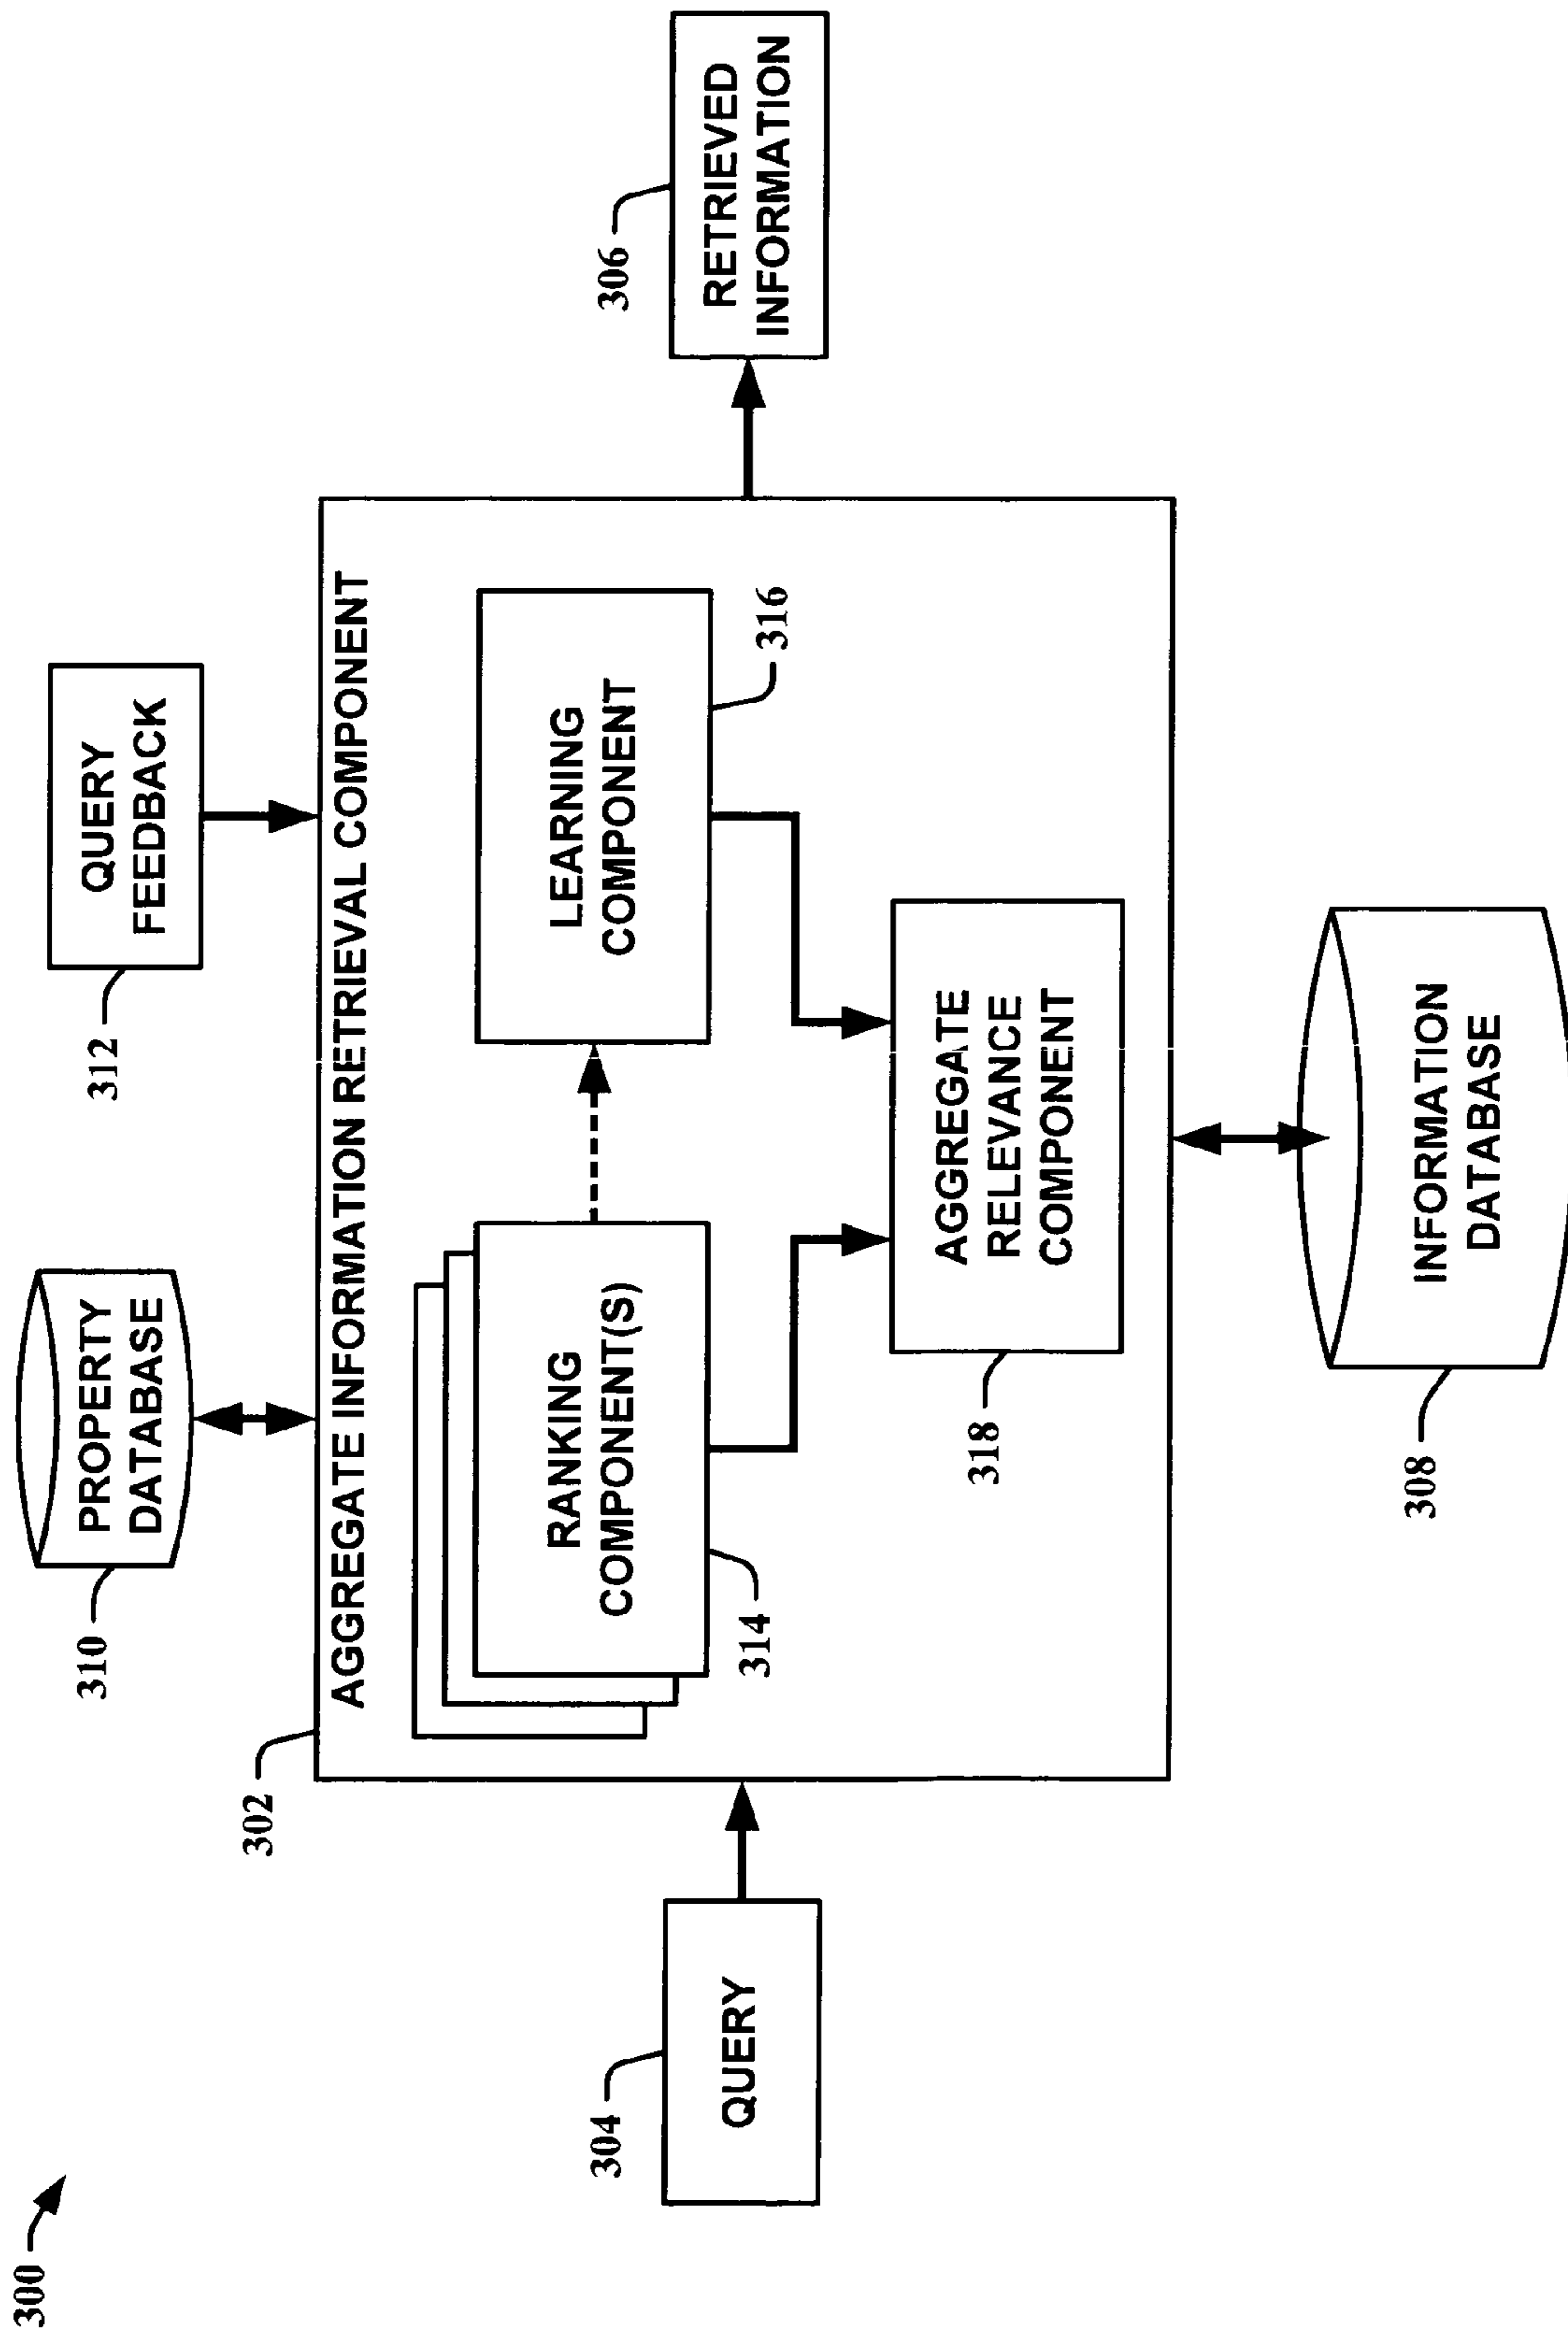 300
310
PROPERTY
DATABASE
312
QUERY
FEEDBACK
302
AGGREGATE INFORMATION RETRIEVAL COMPONENT
304
QUERY
RANKING
COMPONENT(S)
314
LEARNING
COMPONENT
316
306
RETRIEVED
INFORMATION
AGGREGATE
RELEVANCE
COMPONENT
318
INFORMATION
DATABASE
308